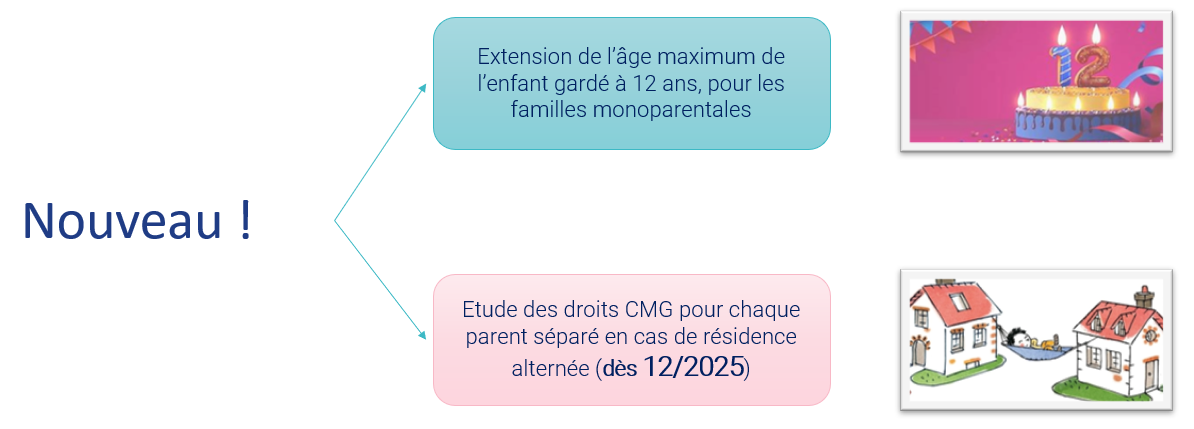 Nouveau !
Extension de l’âge maximum de
l’enfant gardé à 12 ans, pour les
familles monoparentales
12
Etude des droits CMG pour chaque
parent séparé en cas de résidence
alternée (dès 12/2025)